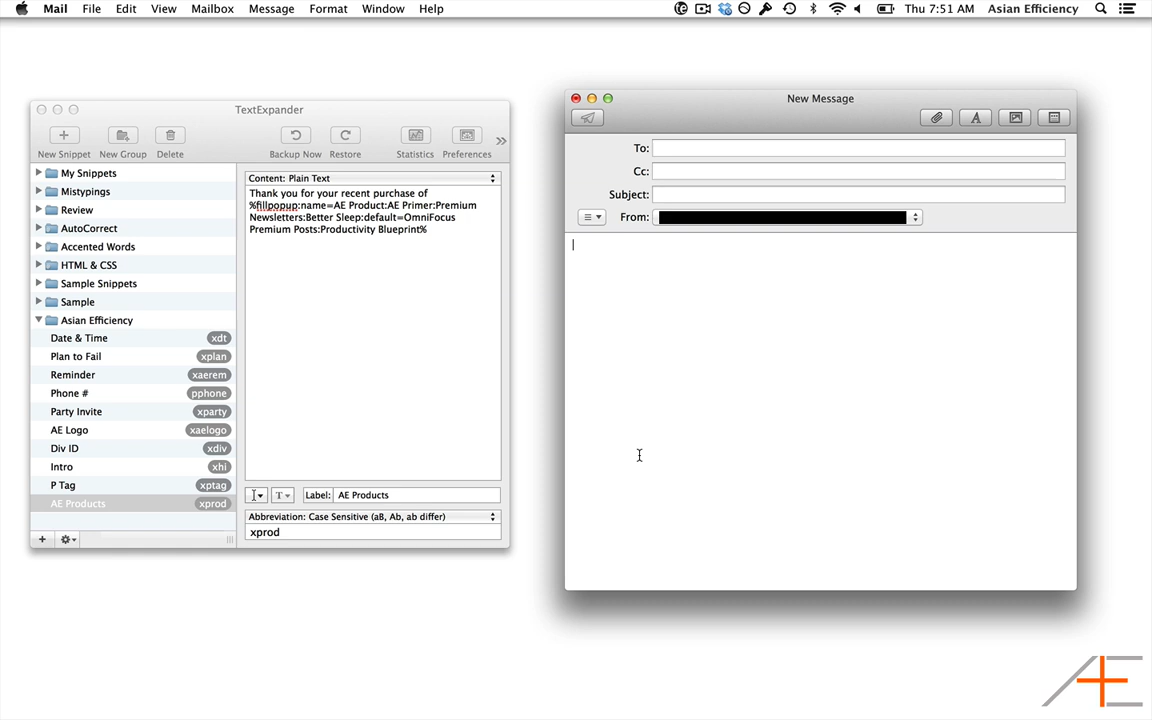 Mail File Edit View Mailbox Message Format Window Help Thu 7:51 AM Asian Efficiency
TextExpander
New Snippet New Group Delete Backup Now Restore Statistics Preferences
My Snippets
Mistypings
Review
AutoCorrect
Accented Words
HTML & CSS
Sample Snippets
Sample
Asian Efficiency
Date & Time xdt
Plan to Fail xplan
Reminder xaerem
Phone # pphone
Party Invite xparty
AE Logo xaelogo
Div ID xdiv
Intro xhi
P Tag xptag
AE Products xprod
Content: Plain Text
Thank you for your recent purchase of
%fillpopup:name=AE Product:AE Primer:Premium
Newsletters:Better Sleep:default=OmniFocus
Premium Posts:Productivity Blueprint%
T
Label: AE Products
Abbreviation: Case Sensitive (aB, Ab, ab differ)
xprod
New Message
A
To:
Cc:
Subject:
From:
AE